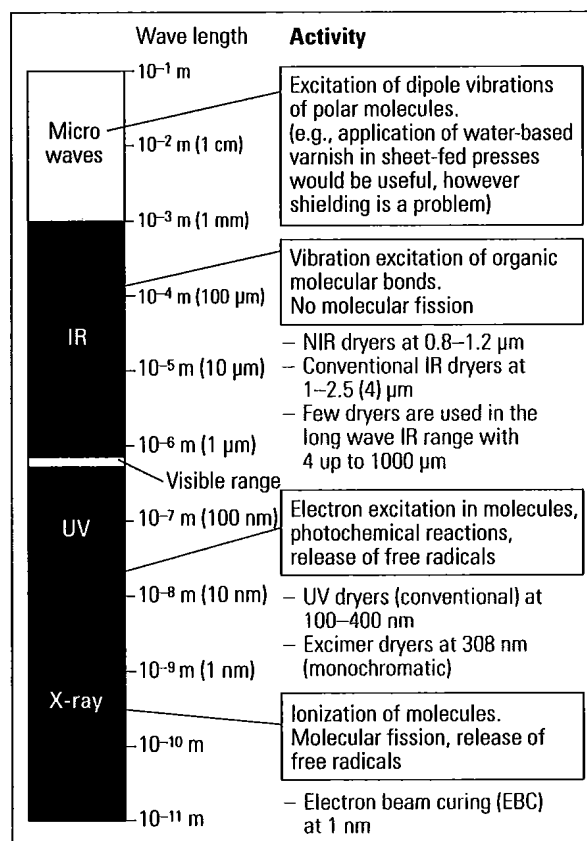 Wave length
Activity
10⁻¹ m
Micro
waves
10⁻² m (1 cm)
10⁻³ m (1 mm)
Excitation of dipole vibrations
of polar molecules.
(e.g., application of water-based
varnish in sheet-fed presses
would be useful, however
shielding is a problem)
IR
10⁻⁴ m (100 µm)
10⁻⁵ m (10 µm)
10⁻⁶ m (1 µm)
Vibration excitation of organic
molecular bonds.
No molecular fission
– NIR dryers at 0.8–1.2 µm
– Conventional IR dryers at
1–2.5 (4) µm
– Few dryers are used in the
long wave IR range with
4 up to 1000 µm
Visible range
UV
10⁻⁷ m (100 nm)
10⁻⁸ m (10 nm)
Electron excitation in molecules,
photochemical reactions,
release of free radicals
– UV dryers (conventional) at
100–400 nm
– Excimer dryers at 308 nm
(monochromatic)
10⁻⁹ m (1 nm)
X-ray
10⁻¹⁰ m
10⁻¹¹ m
Ionization of molecules.
Molecular fission, release of
free radicals
– Electron beam curing (EBC)
at 1 nm